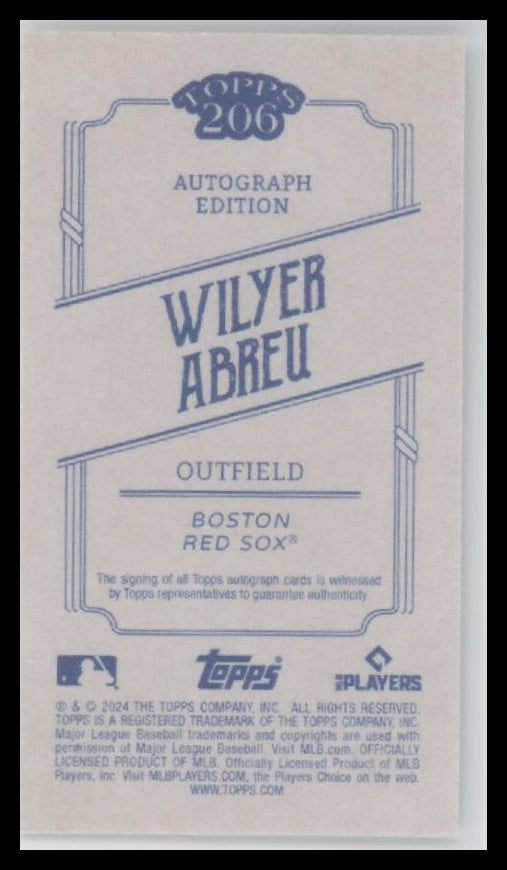 TOPPS
206
AUTOGRAPH
EDITION
WILYER
ABREU
OUTFIELD
BOSTON
RED SOX®
The signing of all Topps autograph cards is witnessed
by Topps representatives to guarantee authenticity.
topps
MLB PLAYERS
® & © 2024 THE TOPPS COMPANY, INC. ALL RIGHTS RESERVED.
TOPPS IS A REGISTERED TRADEMARK OF THE TOPPS COMPANY, INC.
Major League Baseball trademarks and copyrights are used with
permission of Major League Baseball. Visit MLB.com. OFFICIALLY
LICENSED PRODUCT OF MLB. Officially Licensed Product of MLB
Players, Inc. Visit MLBPLAYERS.COM, the Players Choice on the web.
WWW.TOPPS.COM